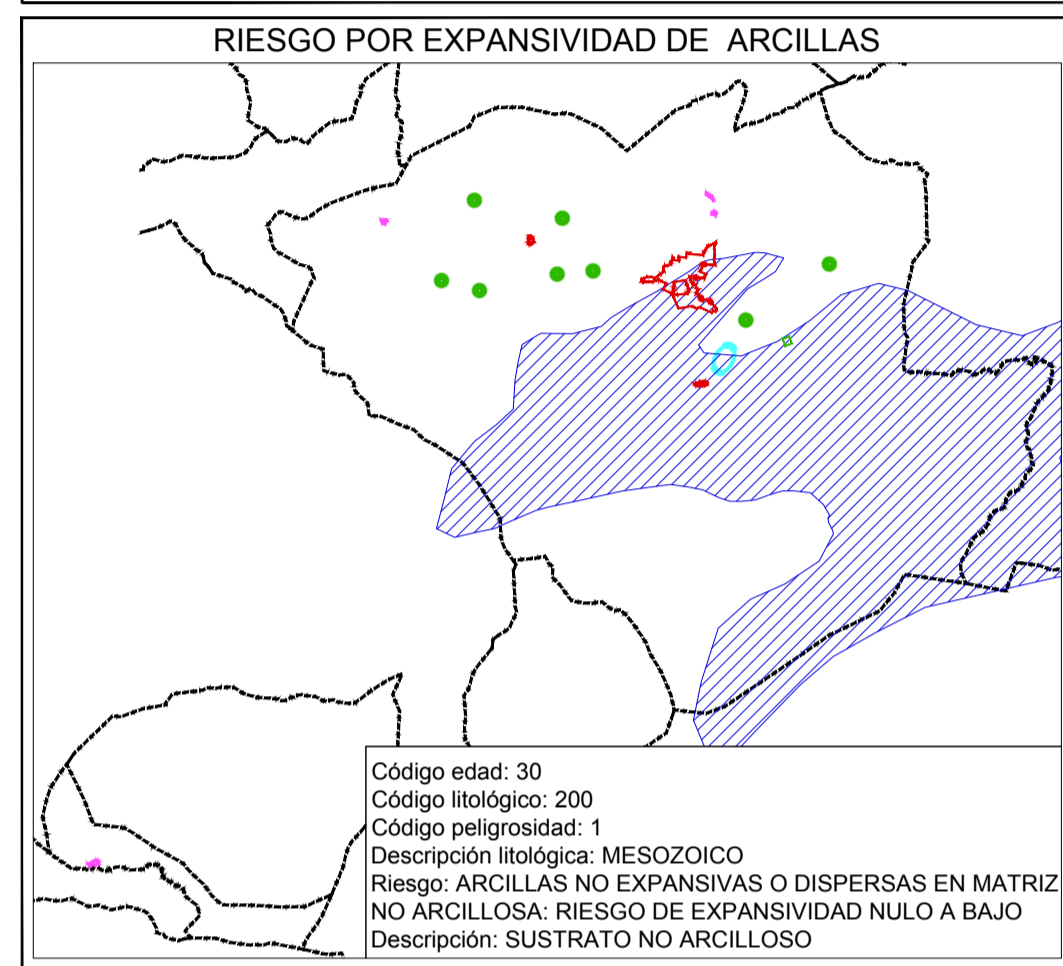 RIESGO POR EXPANSIVIDAD DE ARCILLAS
Código edad: 30
Código litológico: 200
Código peligrosidad: 1
Descripción litológica: MESOZOICO
Riesgo: ARCILLAS NO EXPANSIVAS O DISPERSAS EN MATRIZ
NO ARCILLOSA: RIESGO DE EXPANSIVIDAD NULO A BAJO
Descripción: SUSTRATO NO ARCILLOSO